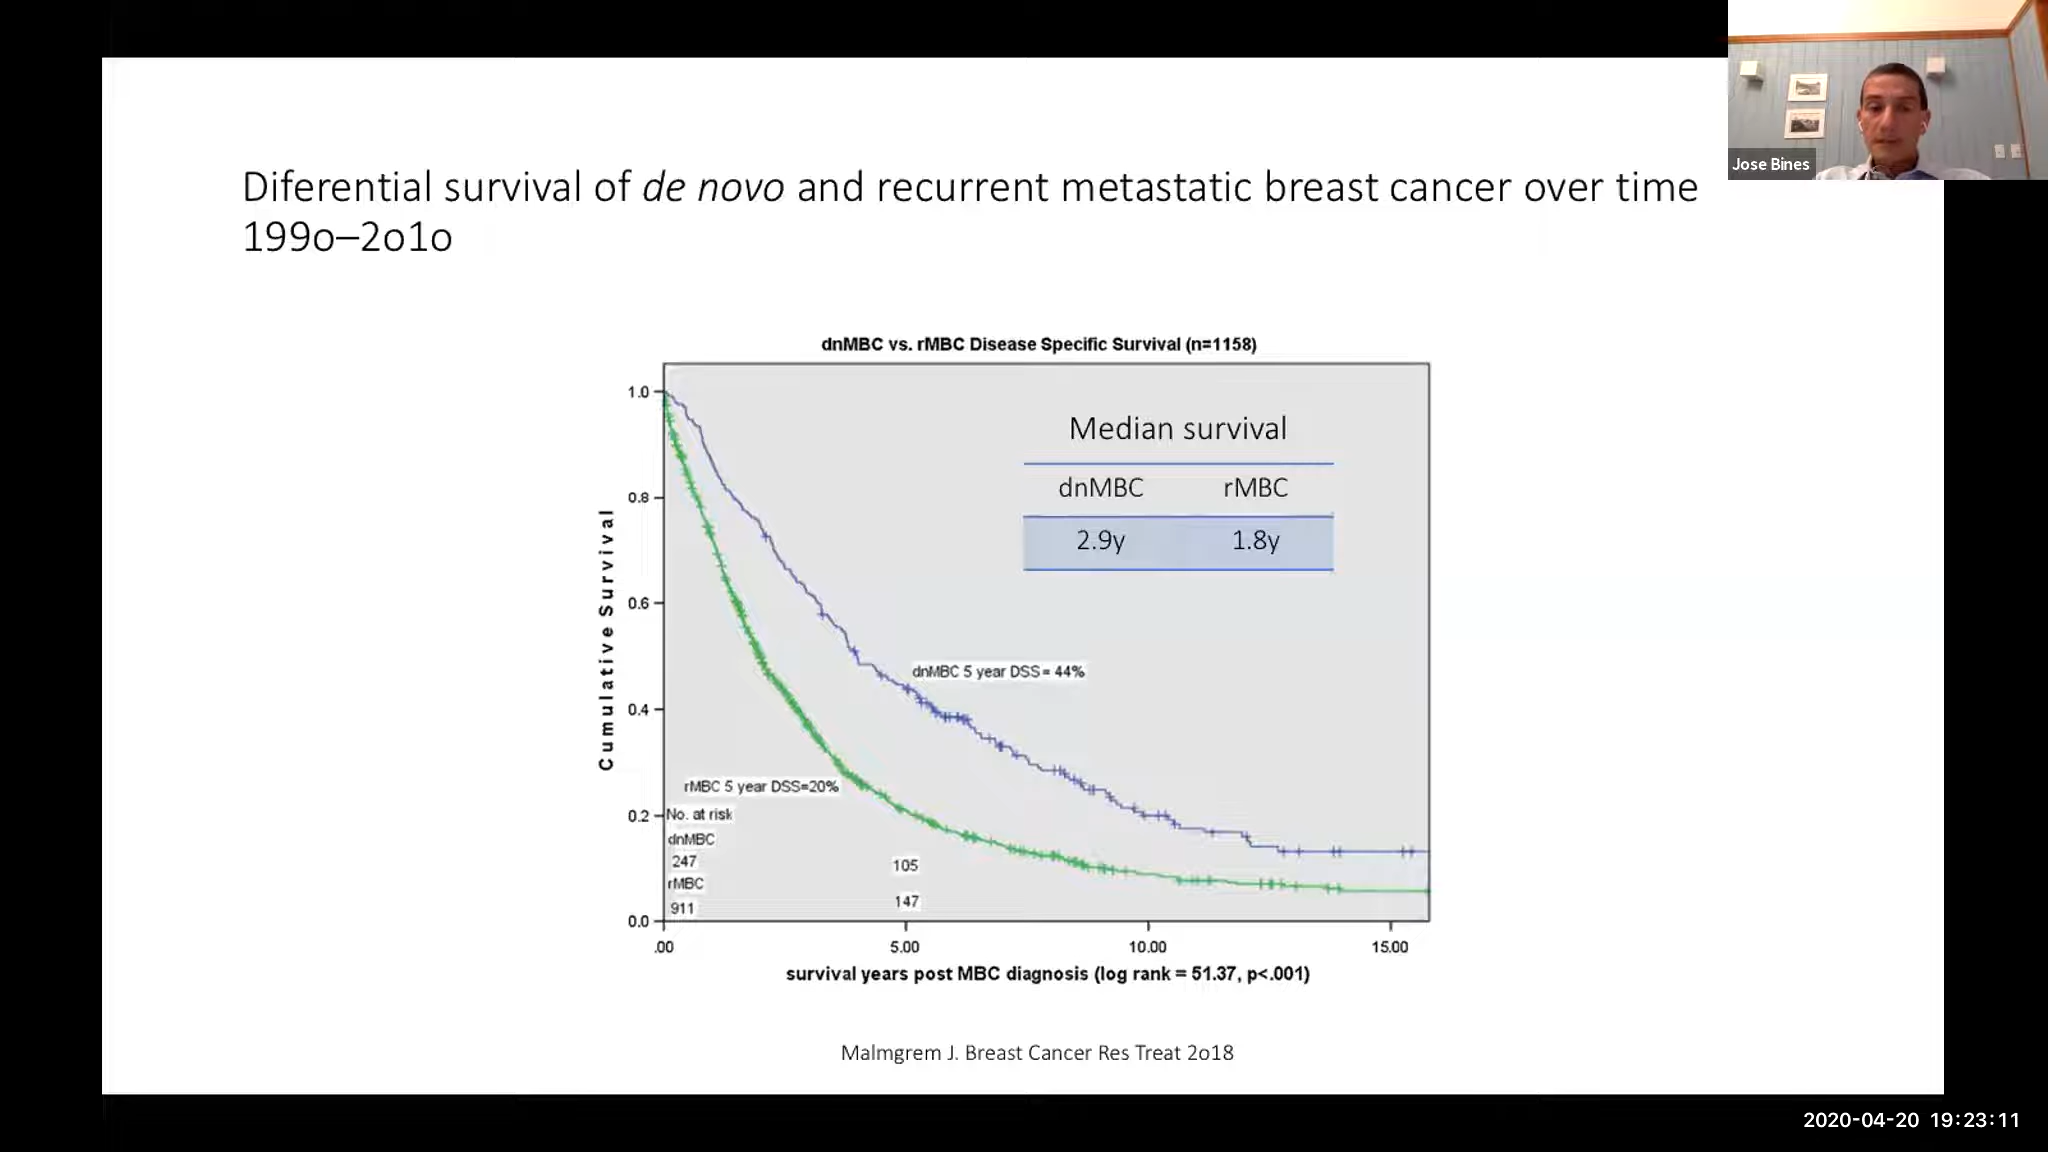 Jose Bines
Diferential survival of de novo and recurrent metastatic breast cancer over time
199o–2o1o
dnMBC vs. rMBC Disease Specific Survival (n=1158)
Cumulative Survival
1.0
0.8
0.6
0.4
0.2
0.0
Median survival
dnMBC rMBC
2.9y 1.8y
dnMBC 5 year DSS= 44%
rMBC 5 year DSS=20%
No. at risk
dnMBC
247 105
rMBC
911 147
.00 5.00 10.00 15.00
survival years post MBC diagnosis (log rank = 51.37, p<.001)
Malmgrem J. Breast Cancer Res Treat 2o18
2020-04-20 19:23:11